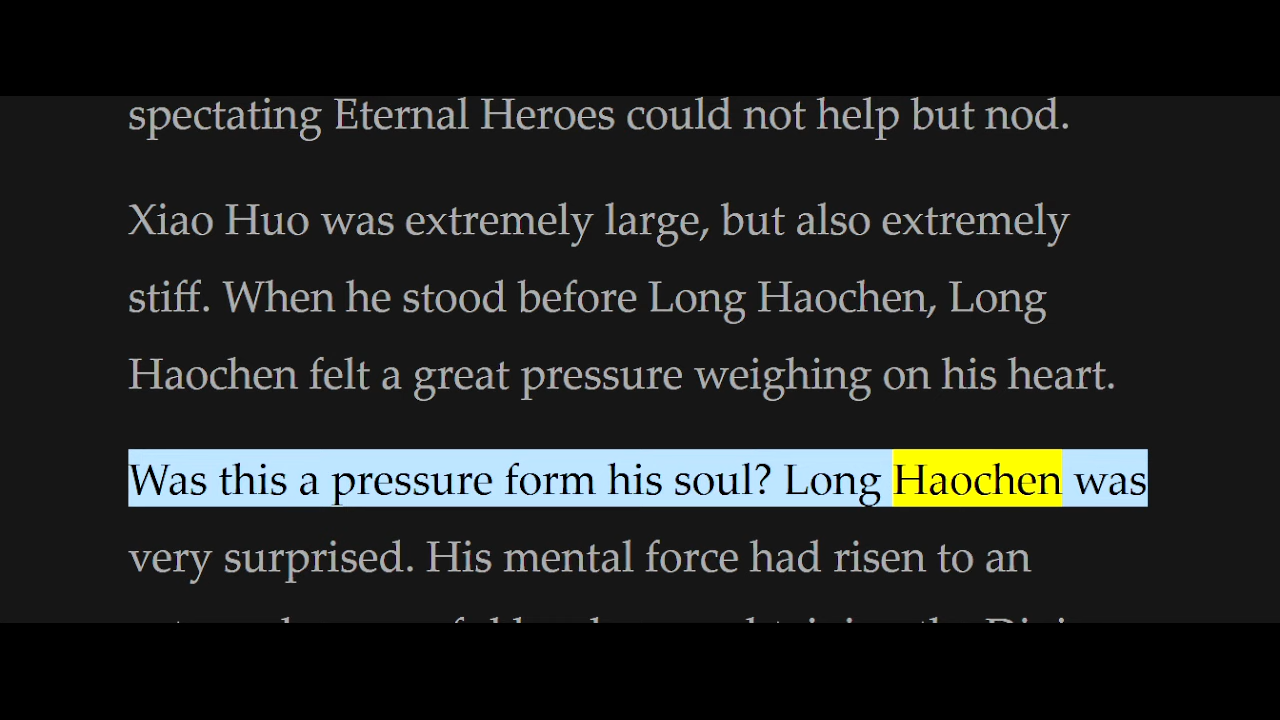 spectating Eternal Heroes could not help but nod.
Xiao Huo was extremely large, but also extremely
stiff. When he stood before Long Haochen, Long
Haochen felt a great pressure weighing on his heart.
Was this a pressure form his soul? Long Haochen was
very surprised. His mental force had risen to an